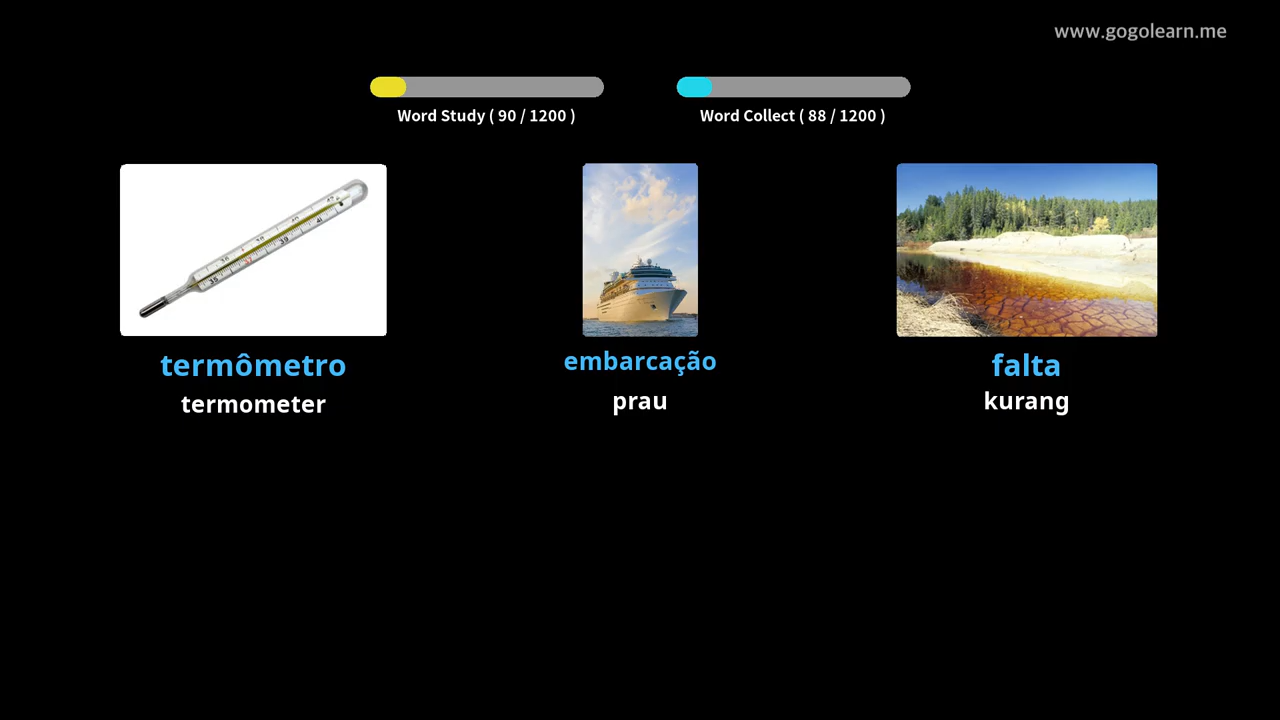 www.gogolearn.me
Word Study ( 90 / 1200 )
Word Collect ( 88 / 1200 )
termômetro
embarcação
falta
termometer
prau
kurang